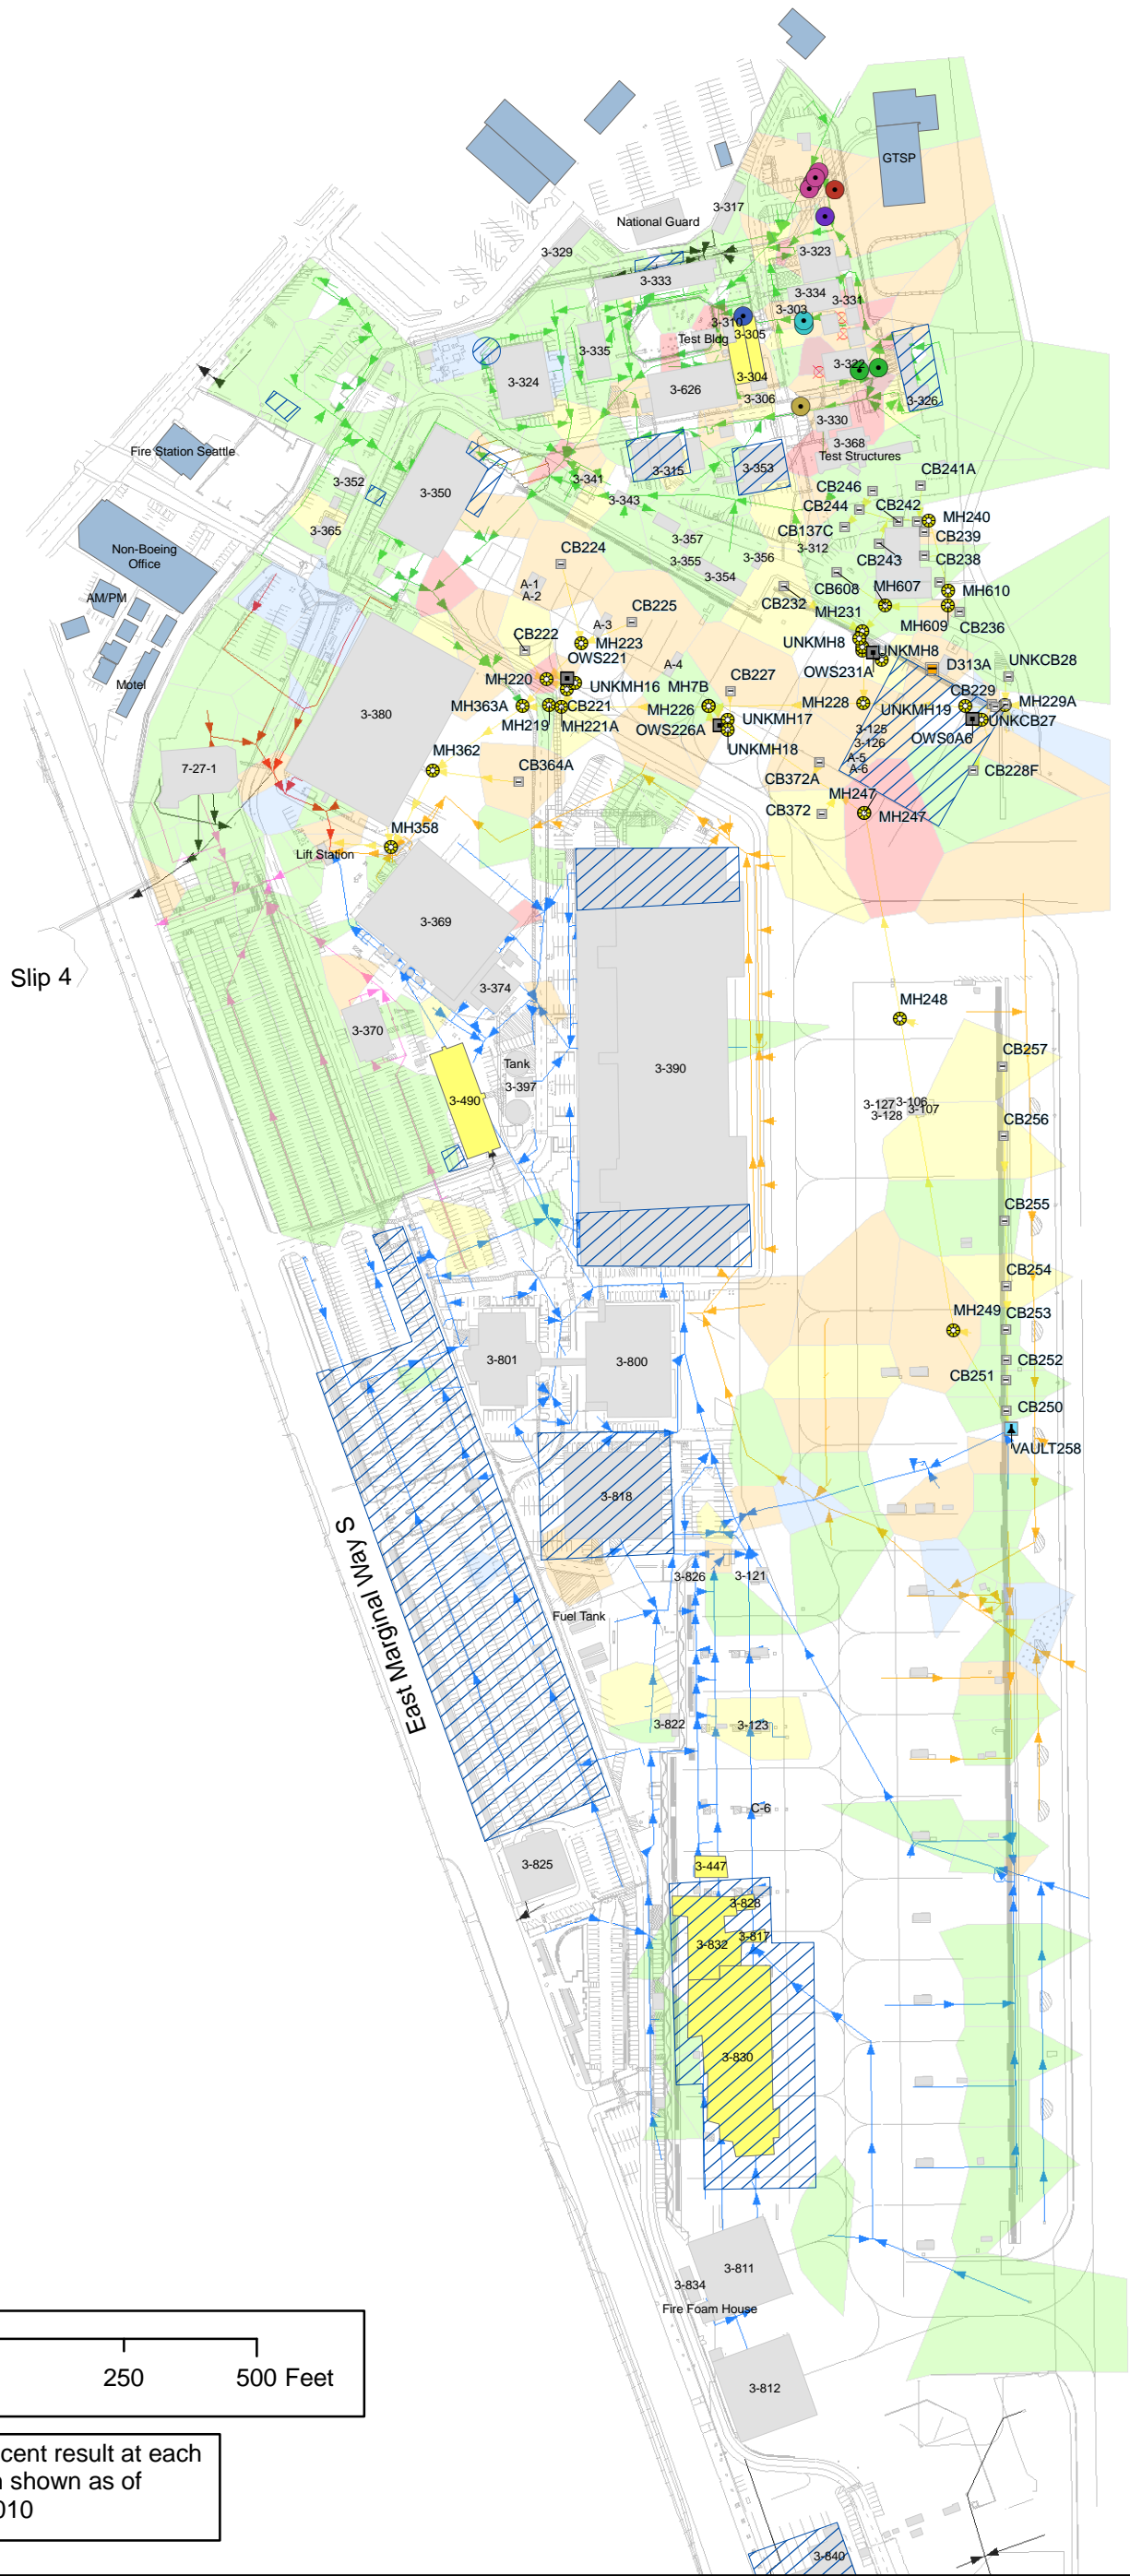 GTSP
3-317
National Guard
3-329
3-323
3-333
3-334
3-331
3-303
3-310
3-305
Test Bldg
3-335
3-324
3-322
3-304
3-626
3-326
3-306
3-330
3-368
Test Structures
Fire Station Seattle
3-315
3-353
3-341
3-352
3-350
3-343
CB241A
CB246
CB244
CB242
MH240
CB137C
CB239
3-365
3-357
3-312
CB243
CB238
3-355
3-356
3-354
Non-Boeing
Office
CB224
A-1
A-2
CB608
MH607
MH610
CB232
AM/PM
A-3
CB225
MH231
MH609
CB236
CB222
MH223
UNKMH8
UNKMH8
OWS221
A-4
OWS231A
D313A
UNKCB28
Motel
MH220
UNKMH16
MH7B
CB227
CB229
MH363A
CB221
MH226
MH228
UNKMH19
MH229A
3-380
MH219
MH221A
UNKMH17
OWS226A
3-125
3-126
UNKCB27
OWS0A6
UNKMH18
MH362
7-27-1
CB364A
CB372A
A-5
A-6
CB228F
MH247
CB372
MH247
MH358
Lift Station
3-369
Slip 4
3-374
3-370
MH248
Tank
3-397
3-390
CB257
3-490
3-127
3-106
3-128
3-107
CB256
CB255
CB254
MH249
CB253
3-801
3-800
CB252
CB251
CB250
VAULT258
3-818
East Marginal Way S
3-826
3-121
Fuel Tank
3-822
3-123
C-6
3-825
3-447
3-828
3-832
3-817
3-830
3-811
3-834
Fire Foam House
3-812
250
500 Feet
cent result at each
n shown as of
010
3-840